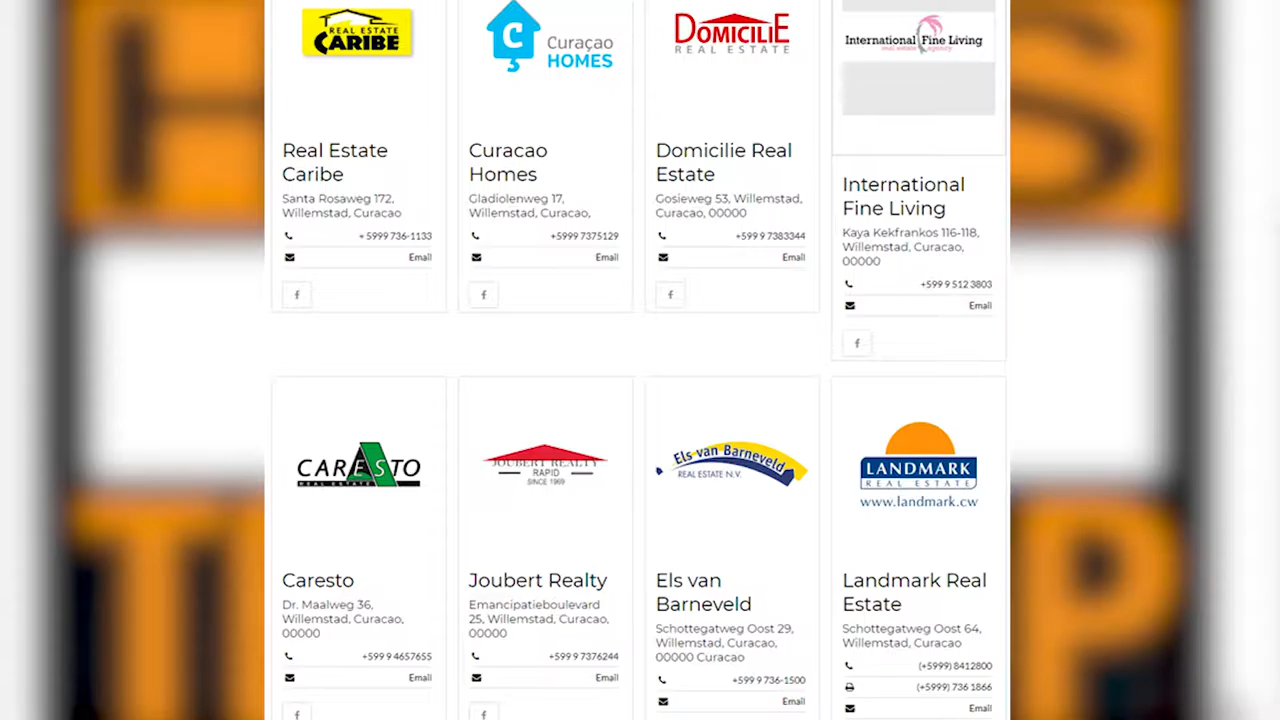 REAL ESTATE
CARIBE
Real Estate
Caribe
Santa Rosaweg 172,
Willemstad, Curacao
+ 5999 736-1133
Email
f
C
Curaçao
HOMES
Curacao
Homes
Gladiolenweg 17,
Willemstad, Curacao,
+5999 7375129
Email
f
DOMICILIE
REAL ESTATE
Domicilie Real
Estate
Gosieweg 53, Willemstad,
Curacao, 00000
+599 9 7383344
Email
f
International Fine Living
real estate agency
International
Fine Living
Kaya Kekfrankos 116-118,
Willemstad, Curacao,
00000
+599 9 512 3803
Email
f
CARESTO
REAL ESTATE
Caresto
Dr. Maalweg 36,
Willemstad, Curacao,
00000
+599 9 4657655
Email
f
JOUBERT REALTY
RAPID
SINCE 1969
Joubert Realty
Emancipatieboulevard
25, Willemstad, Curacao,
00000
+599 9 7376244
Email
f
Els van Barneveld
REAL ESTATE N.V.
Els van
Barneveld
Schottegatweg Oost 29,
Willemstad, Curacao,
00000 Curacao
+599 9 736-1500
Email
LANDMARK
REAL ESTATE
www.landmark.cw
Landmark Real
Estate
Schottegatweg Oost 64,
Willemstad, Curacao
(+5999) 8412800
(+5999) 736 1866
Email